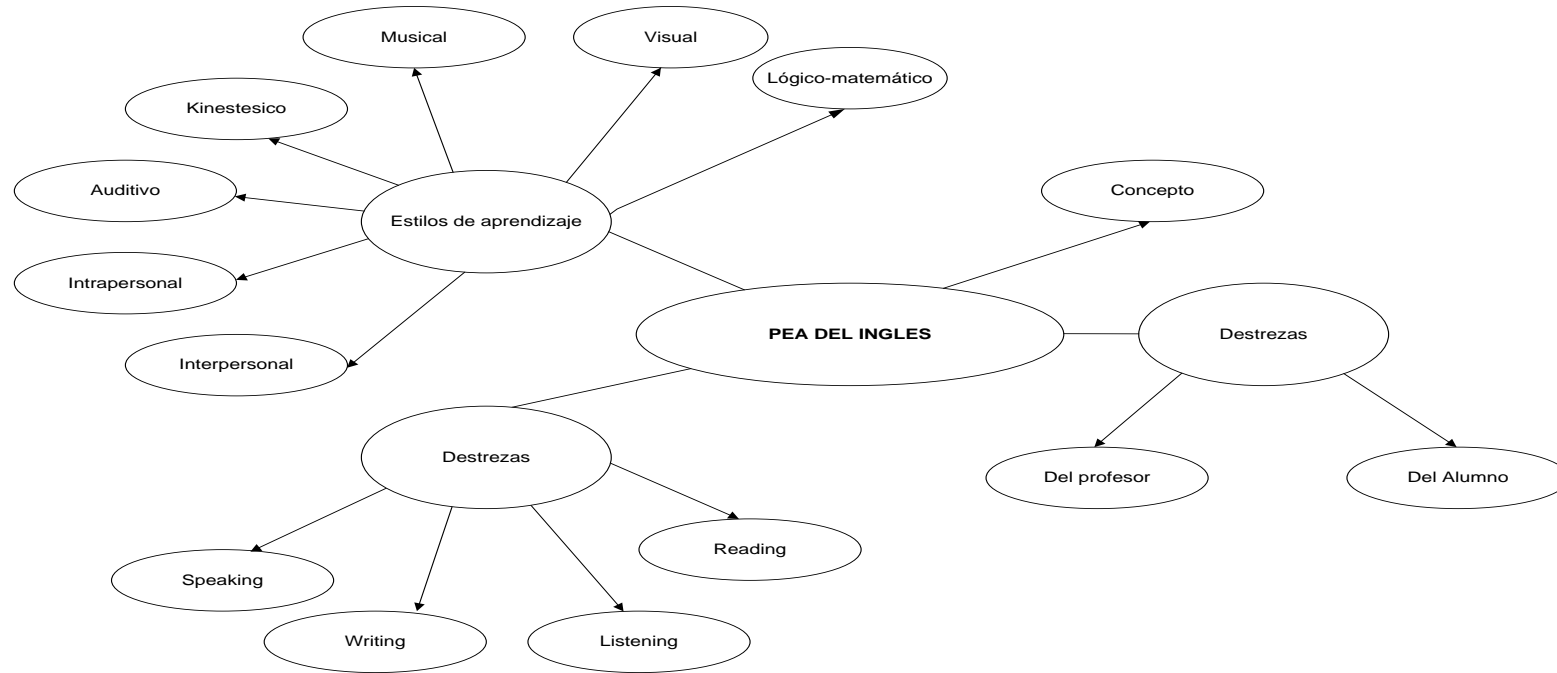 Musical
Visual
Lógico-matemático
Kinestesico
Auditivo
Estilos de aprendizaje
Concepto
Intrapersonal
PEA DEL INGLES
Destrezas
Interpersonal
Destrezas
Del profesor
Del Alumno
Reading
Speaking
Writing
Listening